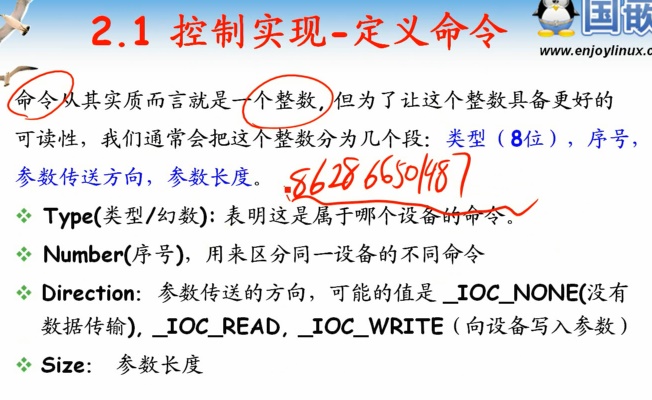 国嵌
www.enjoylinux.c
2.1 控制实现-定义命令
命令从其实质而言就是一个整数, 但为了让这个整数具备更好的
可读性，我们通常会把这个整数分为几个段：类型（8位），序号，
参数传送方向，参数长度。
862866501487
Type(类型/幻数): 表明这是属于哪个设备的命令。
Number(序号)，用来区分同一设备的不同命令
Direction: 参数传送的方向，可能的值是 _IOC_NONE(没有
数据传输), _IOC_READ, _IOC_WRITE（向设备写入参数）
Size: 参数长度